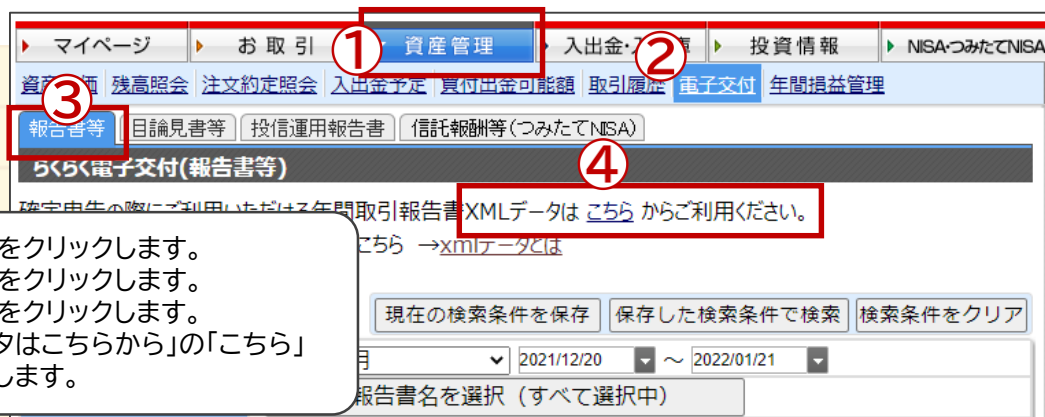 マイページ お取引 ① 資産管理 入出金・入 ② 庫 投資情報 NISA・つみたてNISA
資産 価 残高照会 注文約定照会 入出金予定 買付出金可能額 取引履歴 電子交付 年間損益管理
③
報告書等 目論見書等 投信運用報告書 信託報酬等(つみたてNISA)
らくらく電子交付(報告書等)
④
確定申告の際にご利用いただける年間取引報告書XMLデータは こちら からご利用ください。
こちら →xmlデータとは
をクリックします。
をクリックします。
をクリックします。
タはこちらから」の「こちら」
します。
現在の検索条件を保存 保存した検索条件で検索 検索条件をクリア
月 2021/12/20 ～ 2022/01/21
報告書名を選択 (すべて選択中)